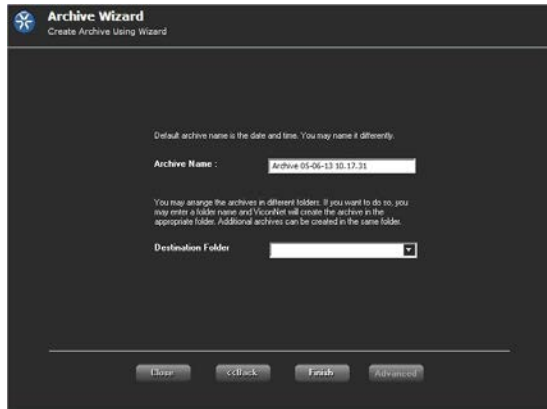 Archive Wizard
Create Archive Using Wizard
Default archive name is the date and time. You may name it differently.
Archive Name :
Archive 05-06-13 10.17.31
You may arrange the archives in different folders. If you want to do so, you
may enter a folder name and ViconNet will create the archive in the
appropriate folder. Additional archives can be created in the same folder.
Destination Folder
Close
<<Back
Finish
Advanced